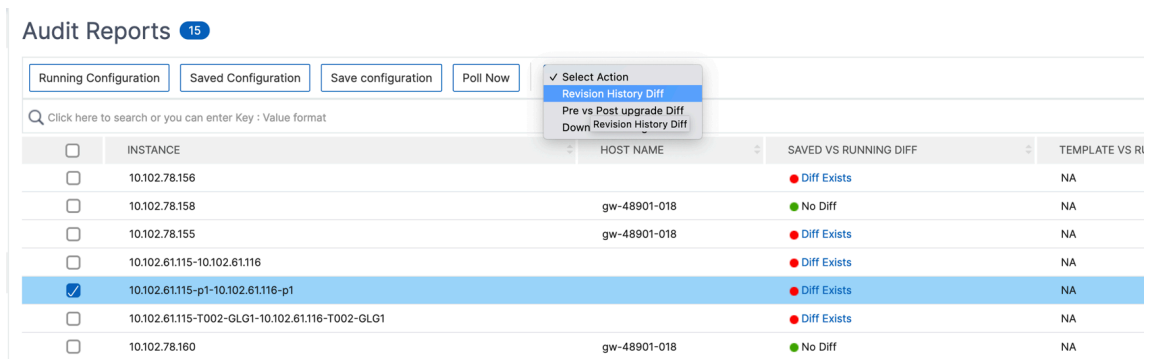 Audit Reports 15
Running Configuration Saved Configuration Save configuration Poll Now ✓ Select Action
Revision History Diff
Pre vs Post upgrade Diff
Down
Revision History Diff
Click here to search or you can enter Key : Value format
INSTANCE HOST NAME SAVED VS RUNNING DIFF TEMPLATE VS
10.102.78.156 Diff Exists NA
10.102.78.158 gw-48901-018 No Diff NA
10.102.78.155 gw-48901-018 Diff Exists NA
10.102.61.115-10.102.61.116 Diff Exists NA
10.102.61.115-p1-10.102.61.116-p1 Diff Exists NA
10.102.61.115-T002-GLG1-10.102.61.116-T002-GLG1 Diff Exists NA
10.102.78.160 gw-48901-018 No Diff NA